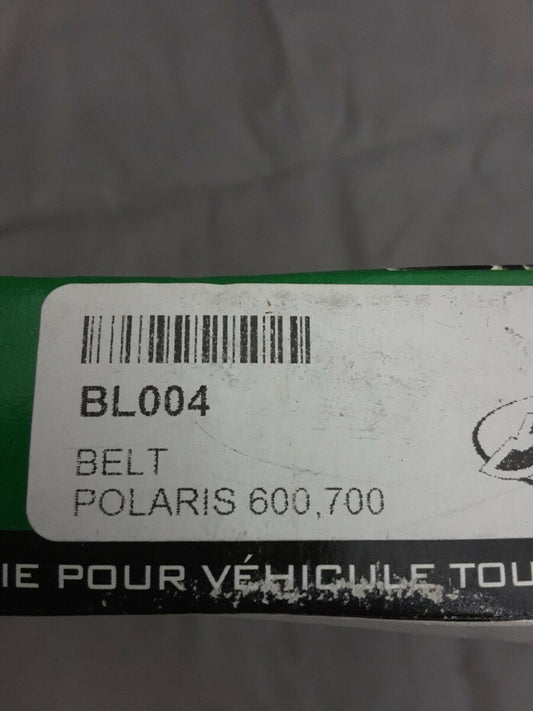 BL004
BELT
POLARIS 600,700
IE POUR VÉHICULE TOU